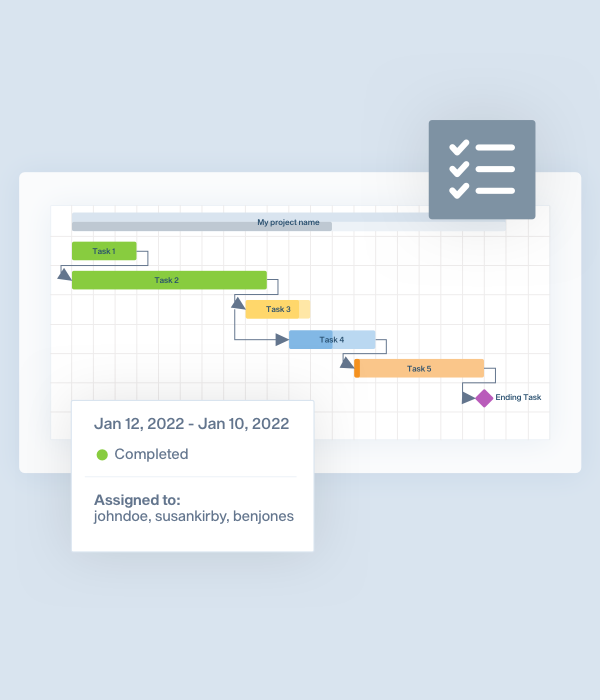 My project name
Task 1
Task 2
Task 3
Task 4
Task 5
Ending Task
Jan 12, 2022 - Jan 10, 2022
Completed
Assigned to:
johndoe, susankirby, benjones